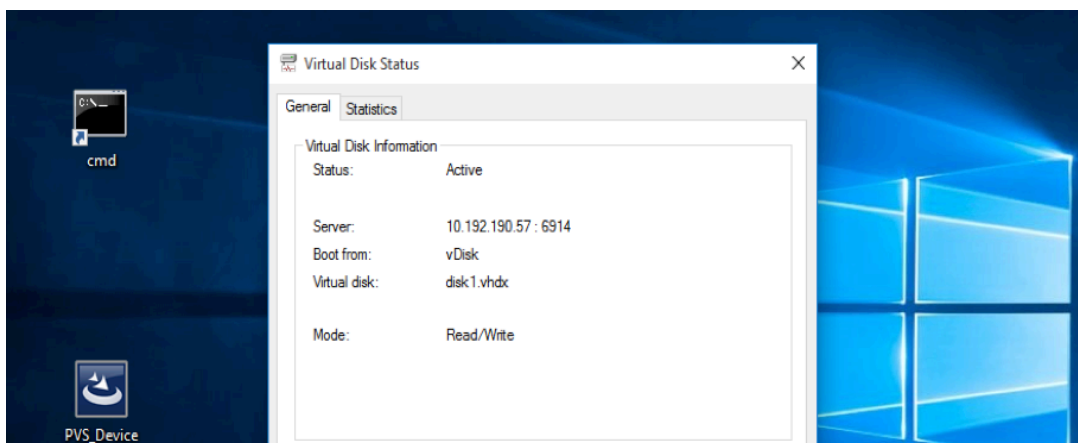 Virtual Disk Status
General Statistics
Virtual Disk Information
Status: Active
Server: 10.192.190.57 : 6914
Boot from: vDisk
Virtual disk: disk1.vhdx
Mode: Read/Write
C:\_
cmd
PVS_Device